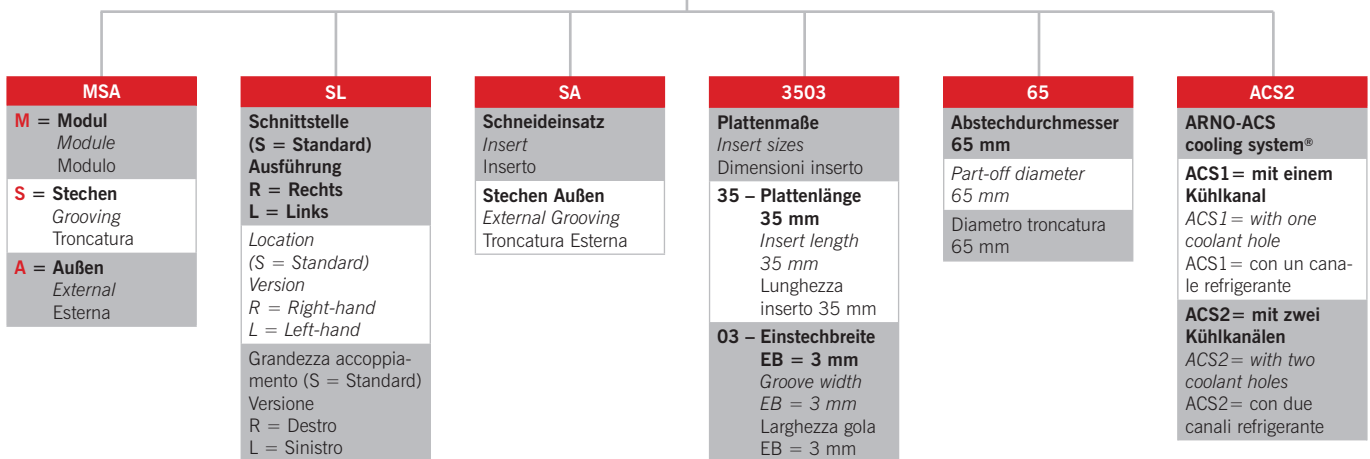 MSA
M = Modul
Module
Modulo
S = Stechen
Grooving
Troncatura
A = Außen
External
Esterna
SL
Schnittstelle
(S = Standard)
Ausführung
R = Rechts
L = Links
Location
(S = Standard)
Version
R = Right-hand
L = Left-hand
Grandezza accoppia-
mento (S = Standard)
Versione
R = Destro
L = Sinistro
SA
Schneideinsatz
Insert
Inserto
Stechen Außen
External Grooving
Troncatura Esterna
3503
Plattenmaße
Insert sizes
Dimensioni inserto
35 – Plattenlänge
35 mm
Insert length
35 mm
Lunghezza
inserto 35 mm
03 – Einstechbreite
EB = 3 mm
Groove width
EB = 3 mm
Larghezza gola
EB = 3 mm
65
Abstechdurchmesser
65 mm
Part-off diameter
65 mm
Diametro troncatura
65 mm
ACS2
ARNO-ACS
cooling system®
ACS1= mit einem
Kühlkanal
ACS1= with one
coolant hole
ACS1= con un cana-
le refrigerante
ACS2= mit zwei
Kühlkanälen
ACS2= with two
coolant holes
ACS2= con due
canali refrigerante